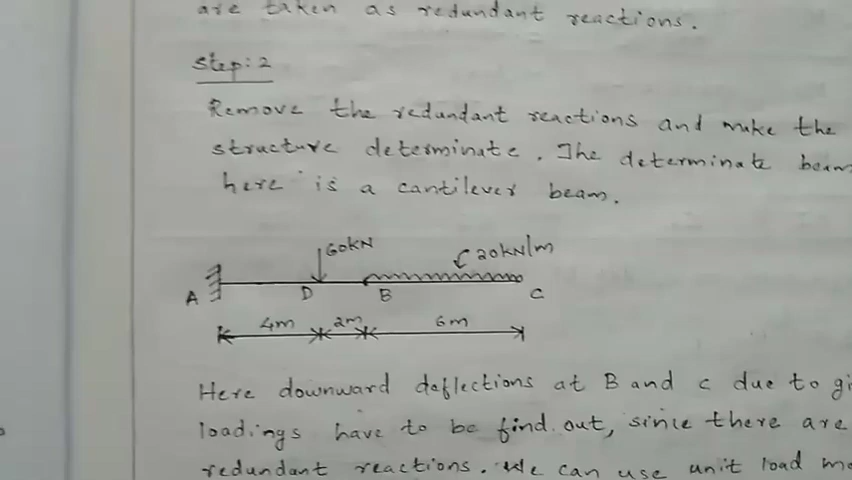 are taken as redundant reactions.
Step:2
Remove the redundant reactions and make the
structure determinate. The determinate beam
here is a cantilever beam.
60kN
20kN/m
A D B C
4m 2m 6m
Here downward deflections at B and c due to gi
loadings have to be find out, since there are
redundant reactions. We can use unit load